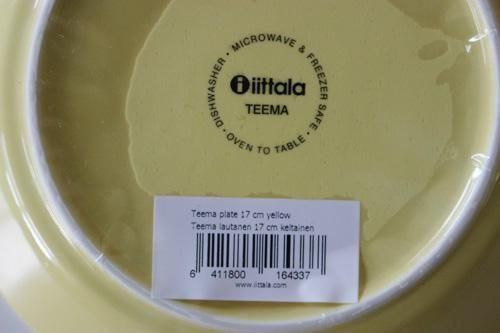 DISHWASHER • MICROWAVE & FREEZER SAFE • OVEN TO TABLE •
iittala
TEEMA
Teema plate 17 cm yellow
Teema lautanen 17 cm keltainen
6 411800 164337
www.iittala.com